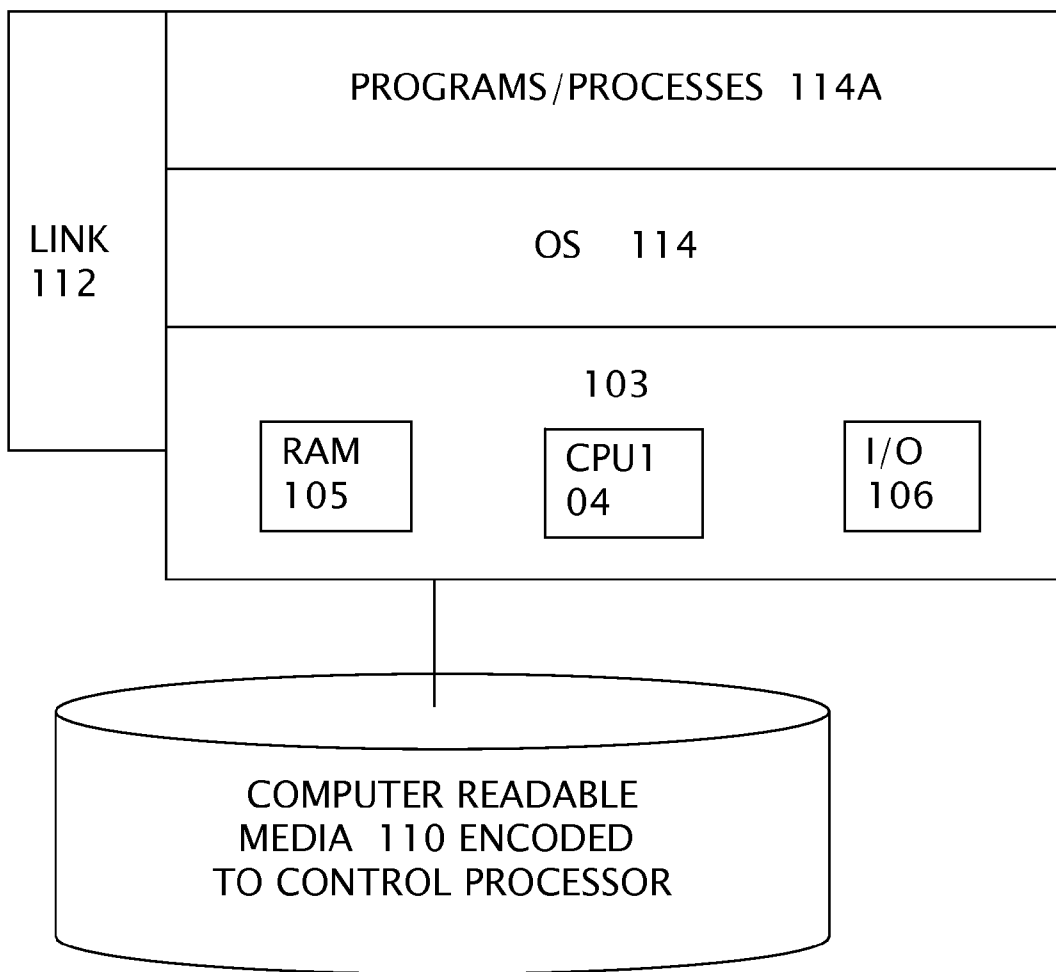 PROGRAMS/PROCESSES 114A
LINK
112
OS 114
103
RAM
105
CPU1
04
I/O
106
COMPUTER READABLE
MEDIA 110 ENCODED
TO CONTROL PROCESSOR